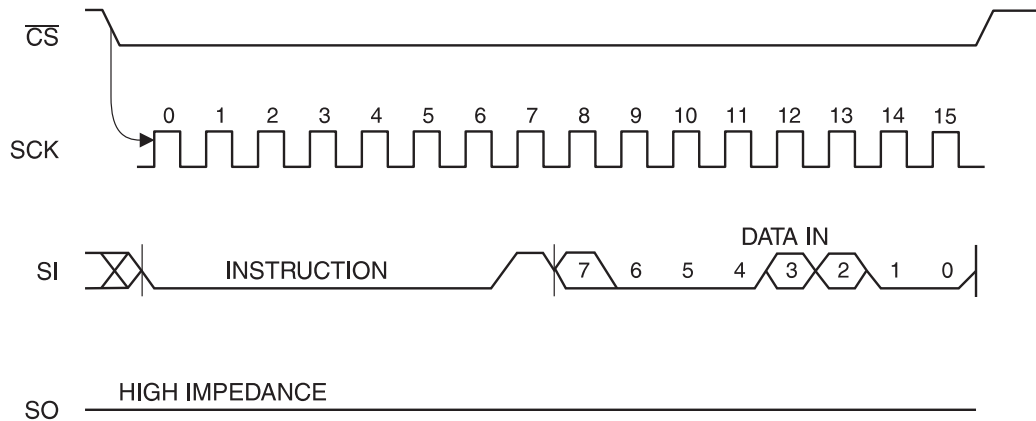 CS
0 1 2 3 4 5 6 7 8 9 10 11 12 13 14 15
SCK
DATA IN
SI INSTRUCTION 7 6 5 4 3 2 1 0
HIGH IMPEDANCE
SO